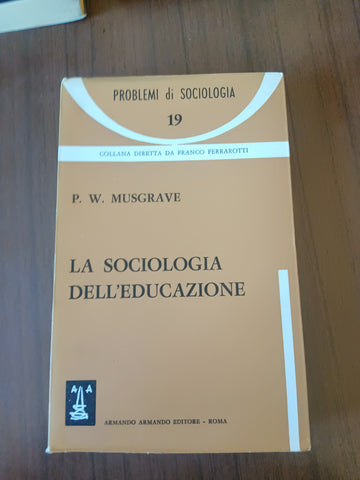 PROBLEMI di SOCIOLOGIA
19
COLLANA DIRETTA DA FRANCO FERRAROTTI
P. W. MUSGRAVE
LA SOCIOLOGIA
DELL'EDUCAZIONE
A A
ARMANDO ARMANDO EDITORE - ROMA